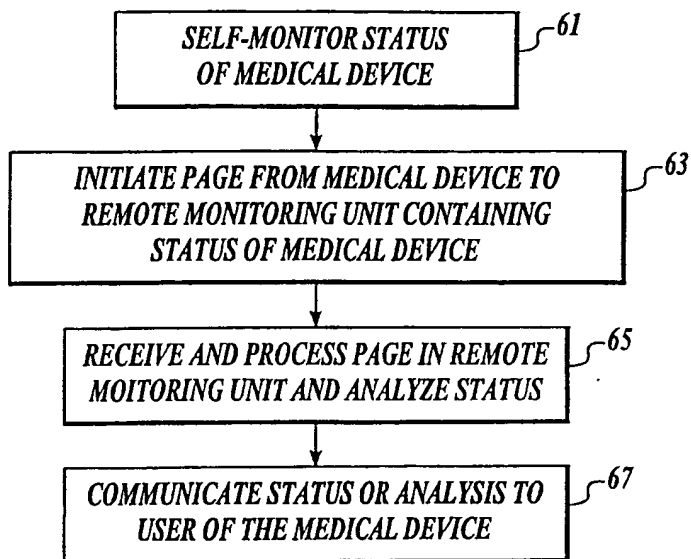 SELF-MONITOR STATUS
OF MEDICAL DEVICE
61
INITIATE PAGE FROM MEDICAL DEVICE TO
REMOTE MONITORING UNIT CONTAINING
STATUS OF MEDICAL DEVICE
63
RECEIVE AND PROCESS PAGE IN REMOTE
MOITORING UNIT AND ANALYZE STATUS
65
COMMUNICATE STATUS OR ANALYSIS TO
USER OF THE MEDICAL DEVICE
67